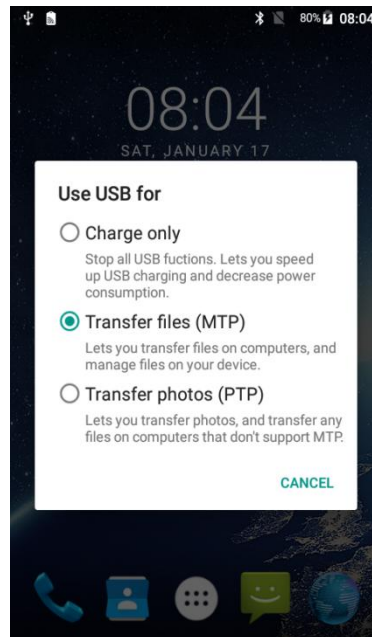 80% 08:04
08:04
SAT, JANUARY 17
Use USB for
Charge only
Stop all USB fuctions. Lets you speed
up USB charging and decrease power
consumption.
Transfer files (MTP)
Lets you transfer files on computers, and
manage files on your device.
Transfer photos (PTP)
Lets you transfer photos, and transfer any
files on computers that don't support MTP.
CANCEL